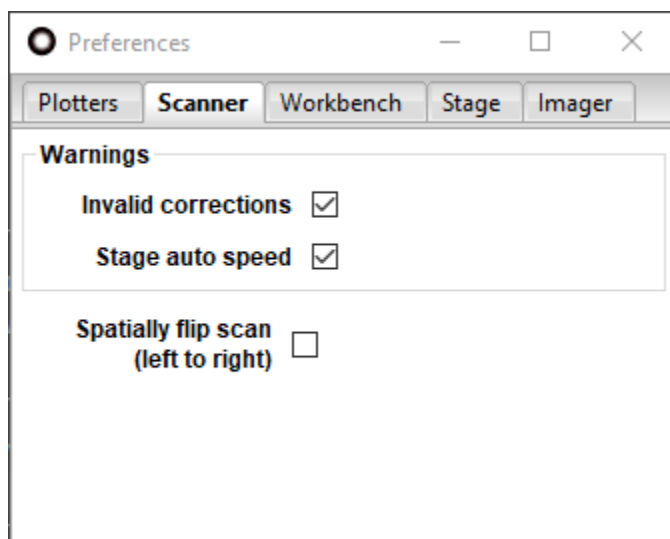 Preferences
Plotters Scanner Workbench Stage Imager
Warnings
Invalid corrections
Stage auto speed
Spatially flip scan
(left to right)